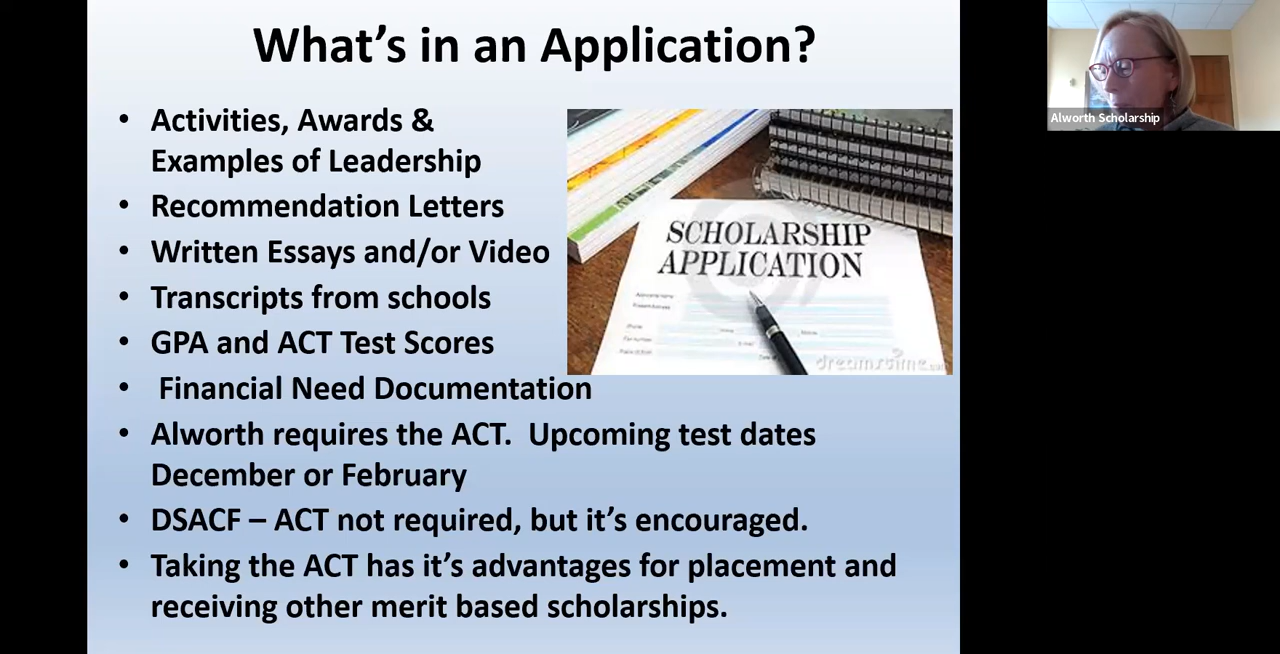 What's in an Application?
• Activities, Awards &
Examples of Leadership
• Recommendation Letters
• Written Essays and/or Video
• Transcripts from schools
• GPA and ACT Test Scores
• Financial Need Documentation
• Alworth requires the ACT.  Upcoming test dates
December or February
• DSACF – ACT not required, but it's encouraged.
• Taking the ACT has it's advantages for placement and
receiving other merit based scholarships.
SCHOLARSHIP
APPLICATION
dreamstime
Alworth Scholarship